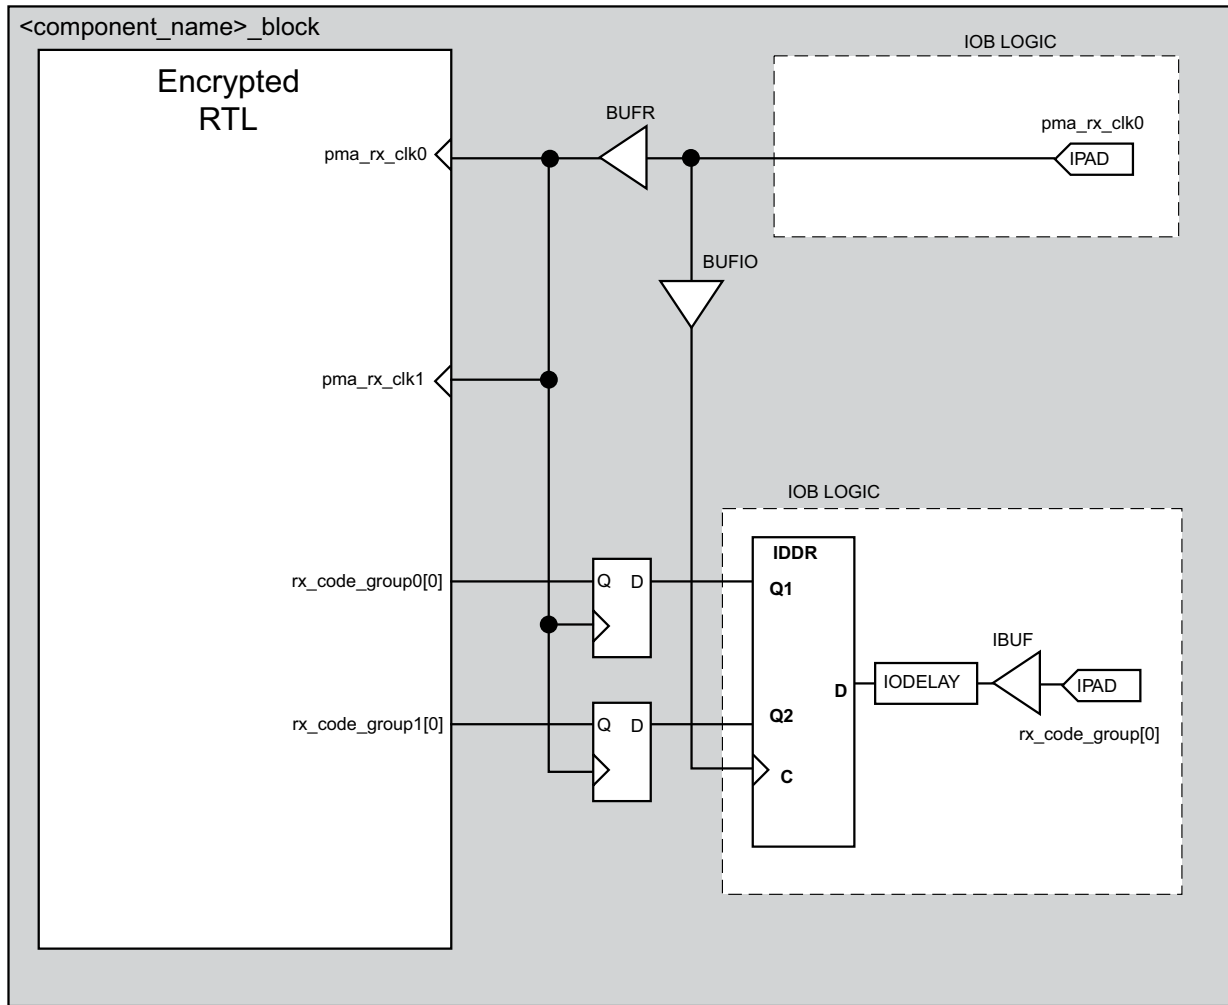 <component_name>_block
IOB LOGIC
Encrypted
RTL
BUFR
pma_rx_clk0
pma_rx_clk0
IPAD
BUFIO
pma_rx_clk1
IOB LOGIC
IDDR
rx_code_group0[0]
Q D
Q1
IBUF
IODELAY
IPAD
D
rx_code_group1[0]
Q D
Q2
rx_code_group[0]
C